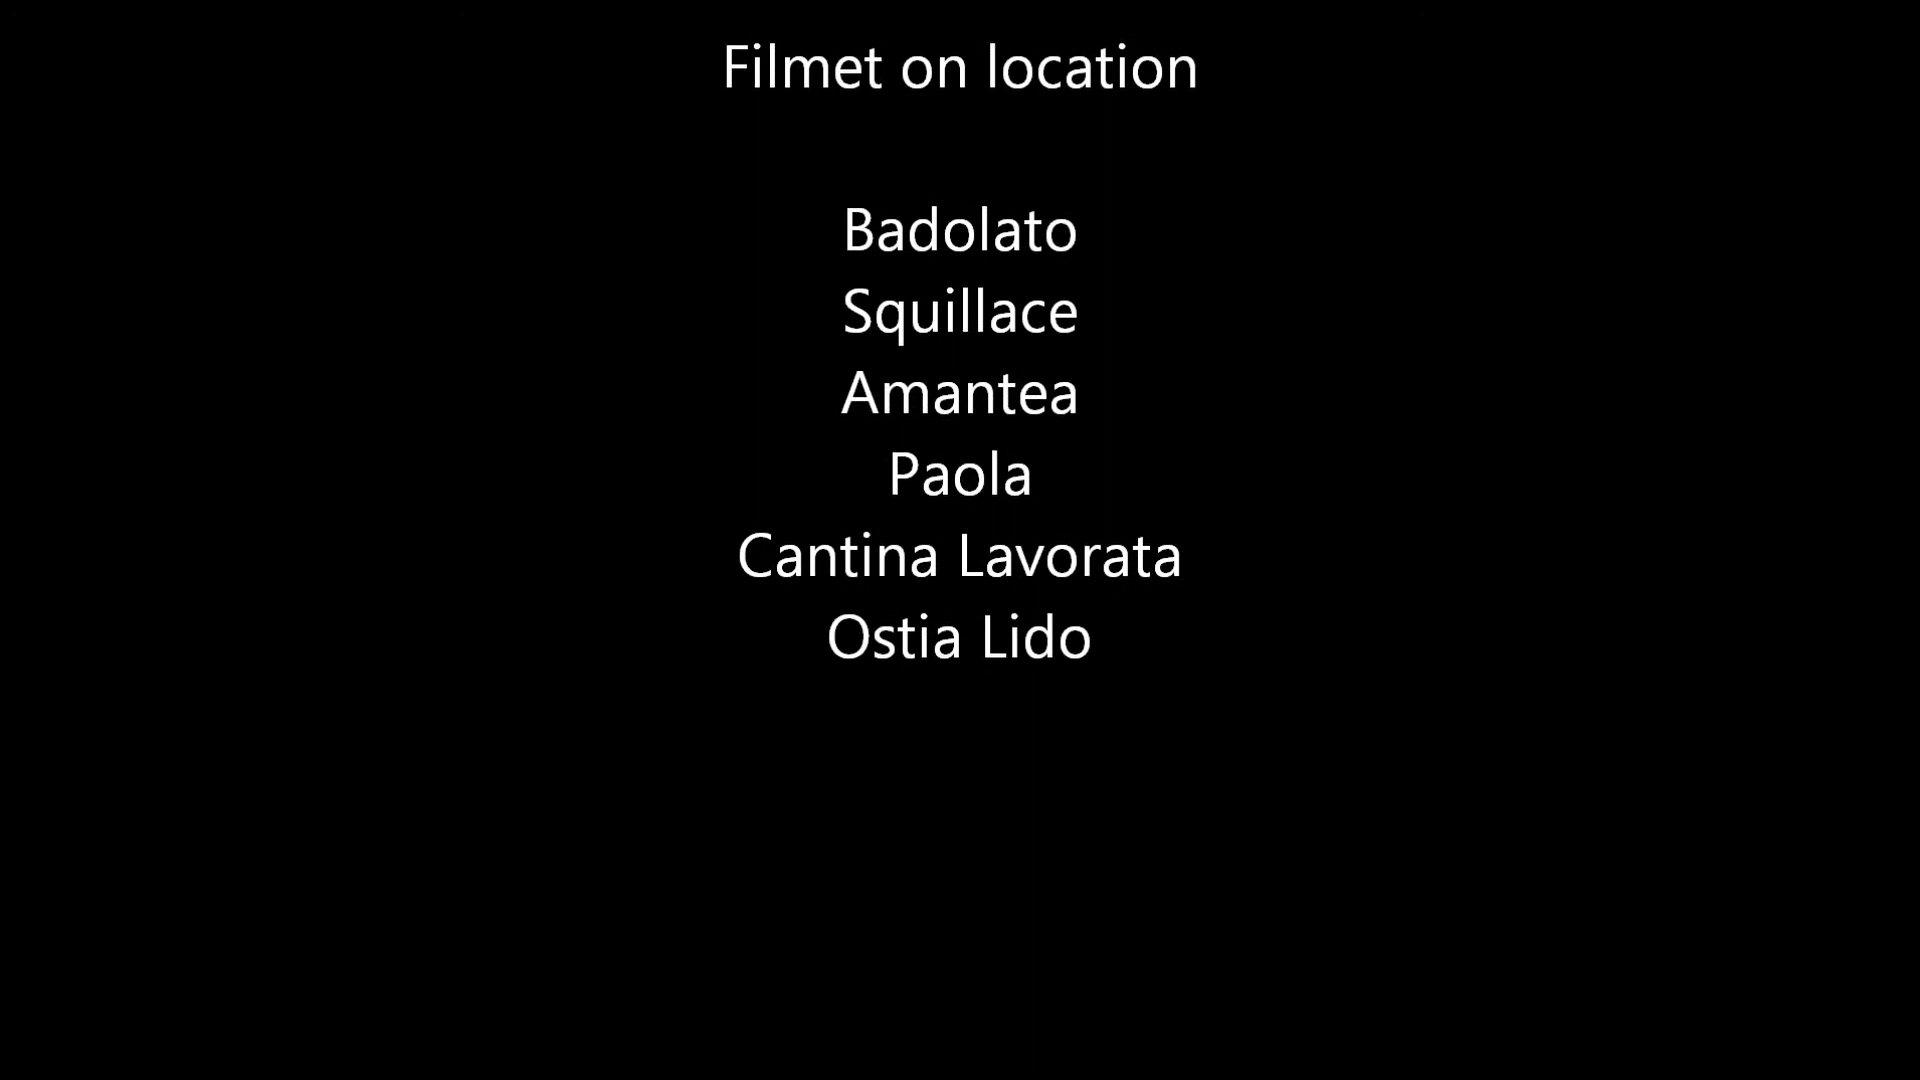 Filmet on location
Badolato
Squillace
Amantea
Paola
Cantina Lavorata
Ostia Lido